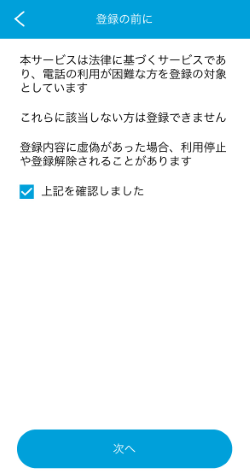 登録の前に
本サービスは法律に基づくサービスであ
り、電話の利用が困難な方を登録の対象
としています
これらに該当しない方は登録できません
登録内容に虚偽があった場合、利用停止
や登録解除されることがあります
上記を確認しました
次へ